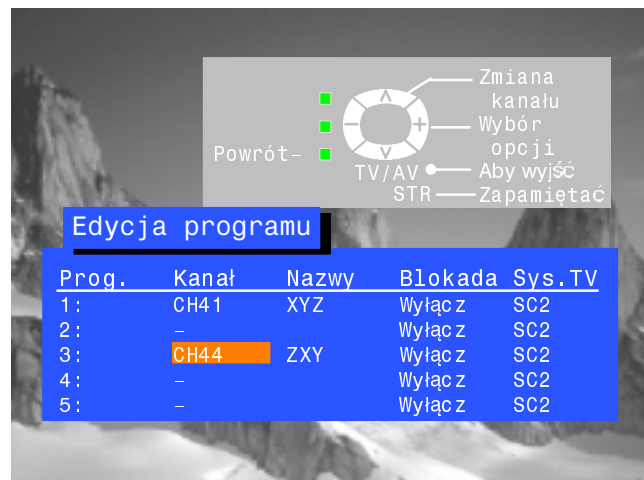 Zmiana
kanału
Wybór
opcji
Powrót–
TV/AV Aby wyjść
STR Zapamiętać
Edycja programu
Prog. Kanał Nazwy Blokada Sys.TV
1: CH41 XYZ Wyłącz SC2
2: – Wyłącz SC2
3: CH44 ZXY Wyłącz SC2
4: – Wyłącz SC2
5: – Wyłącz SC2